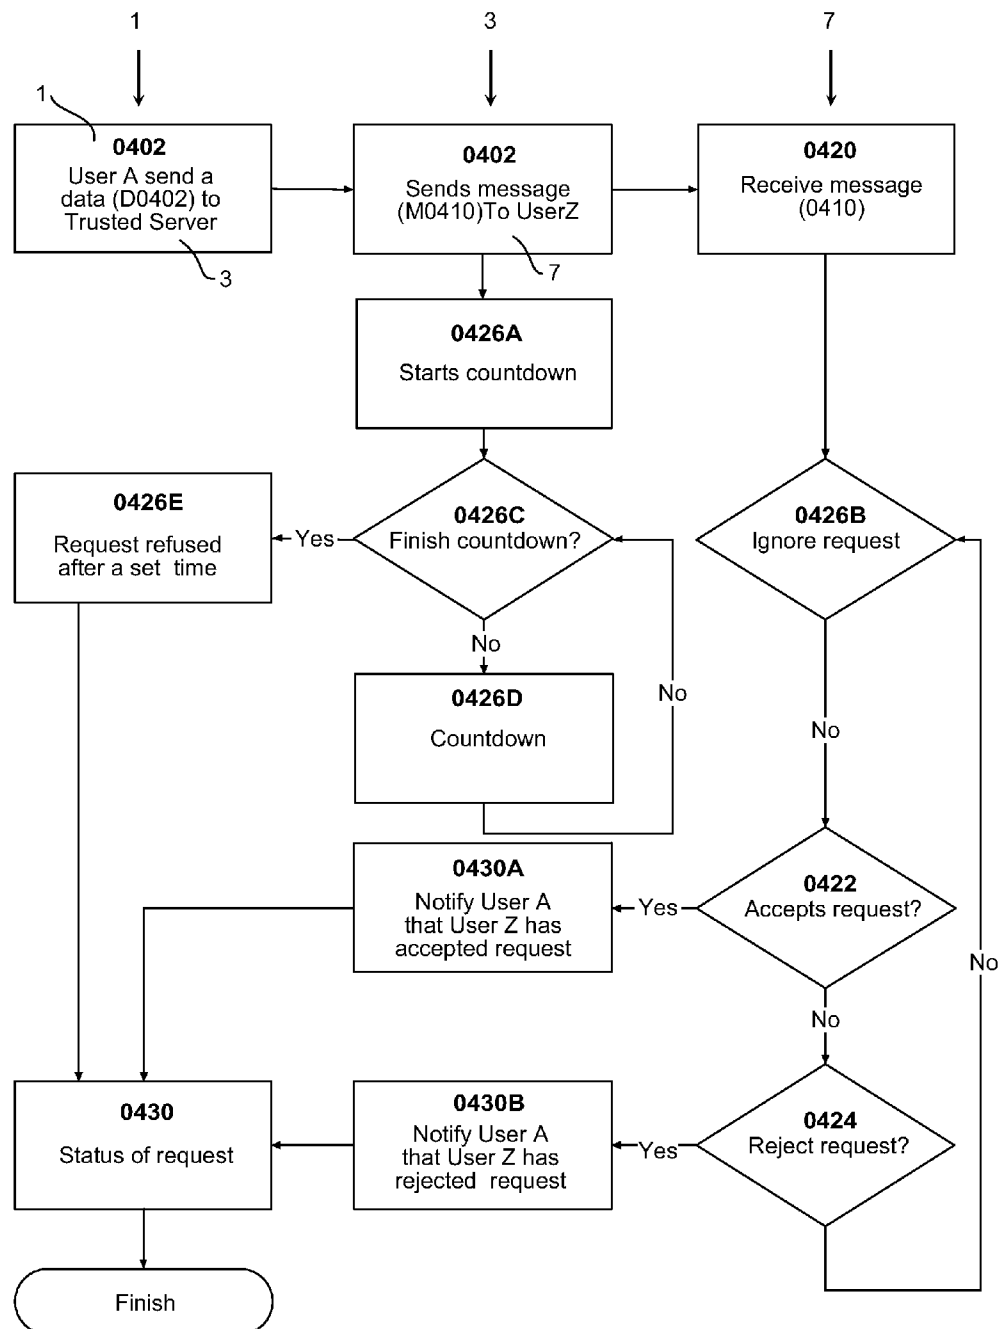 1
3
7
1
0402
User A send a
data (D0402) to
Trusted Server
3
0402
Sends message
(M0410)To UserZ
7
0420
Receive message
(0410)
0426A
Starts countdown
0426E
Request refused
after a set time
Yes
0426C
Finish countdown?
0426B
Ignore request
No
0426D
Countdown
No
No
0430A
Notify User A
that User Z has
accepted request
Yes
0422
Accepts request?
No
No
0430
Status of request
0430B
Notify User A
that User Z has
rejected request
Yes
0424
Reject request?
Finish